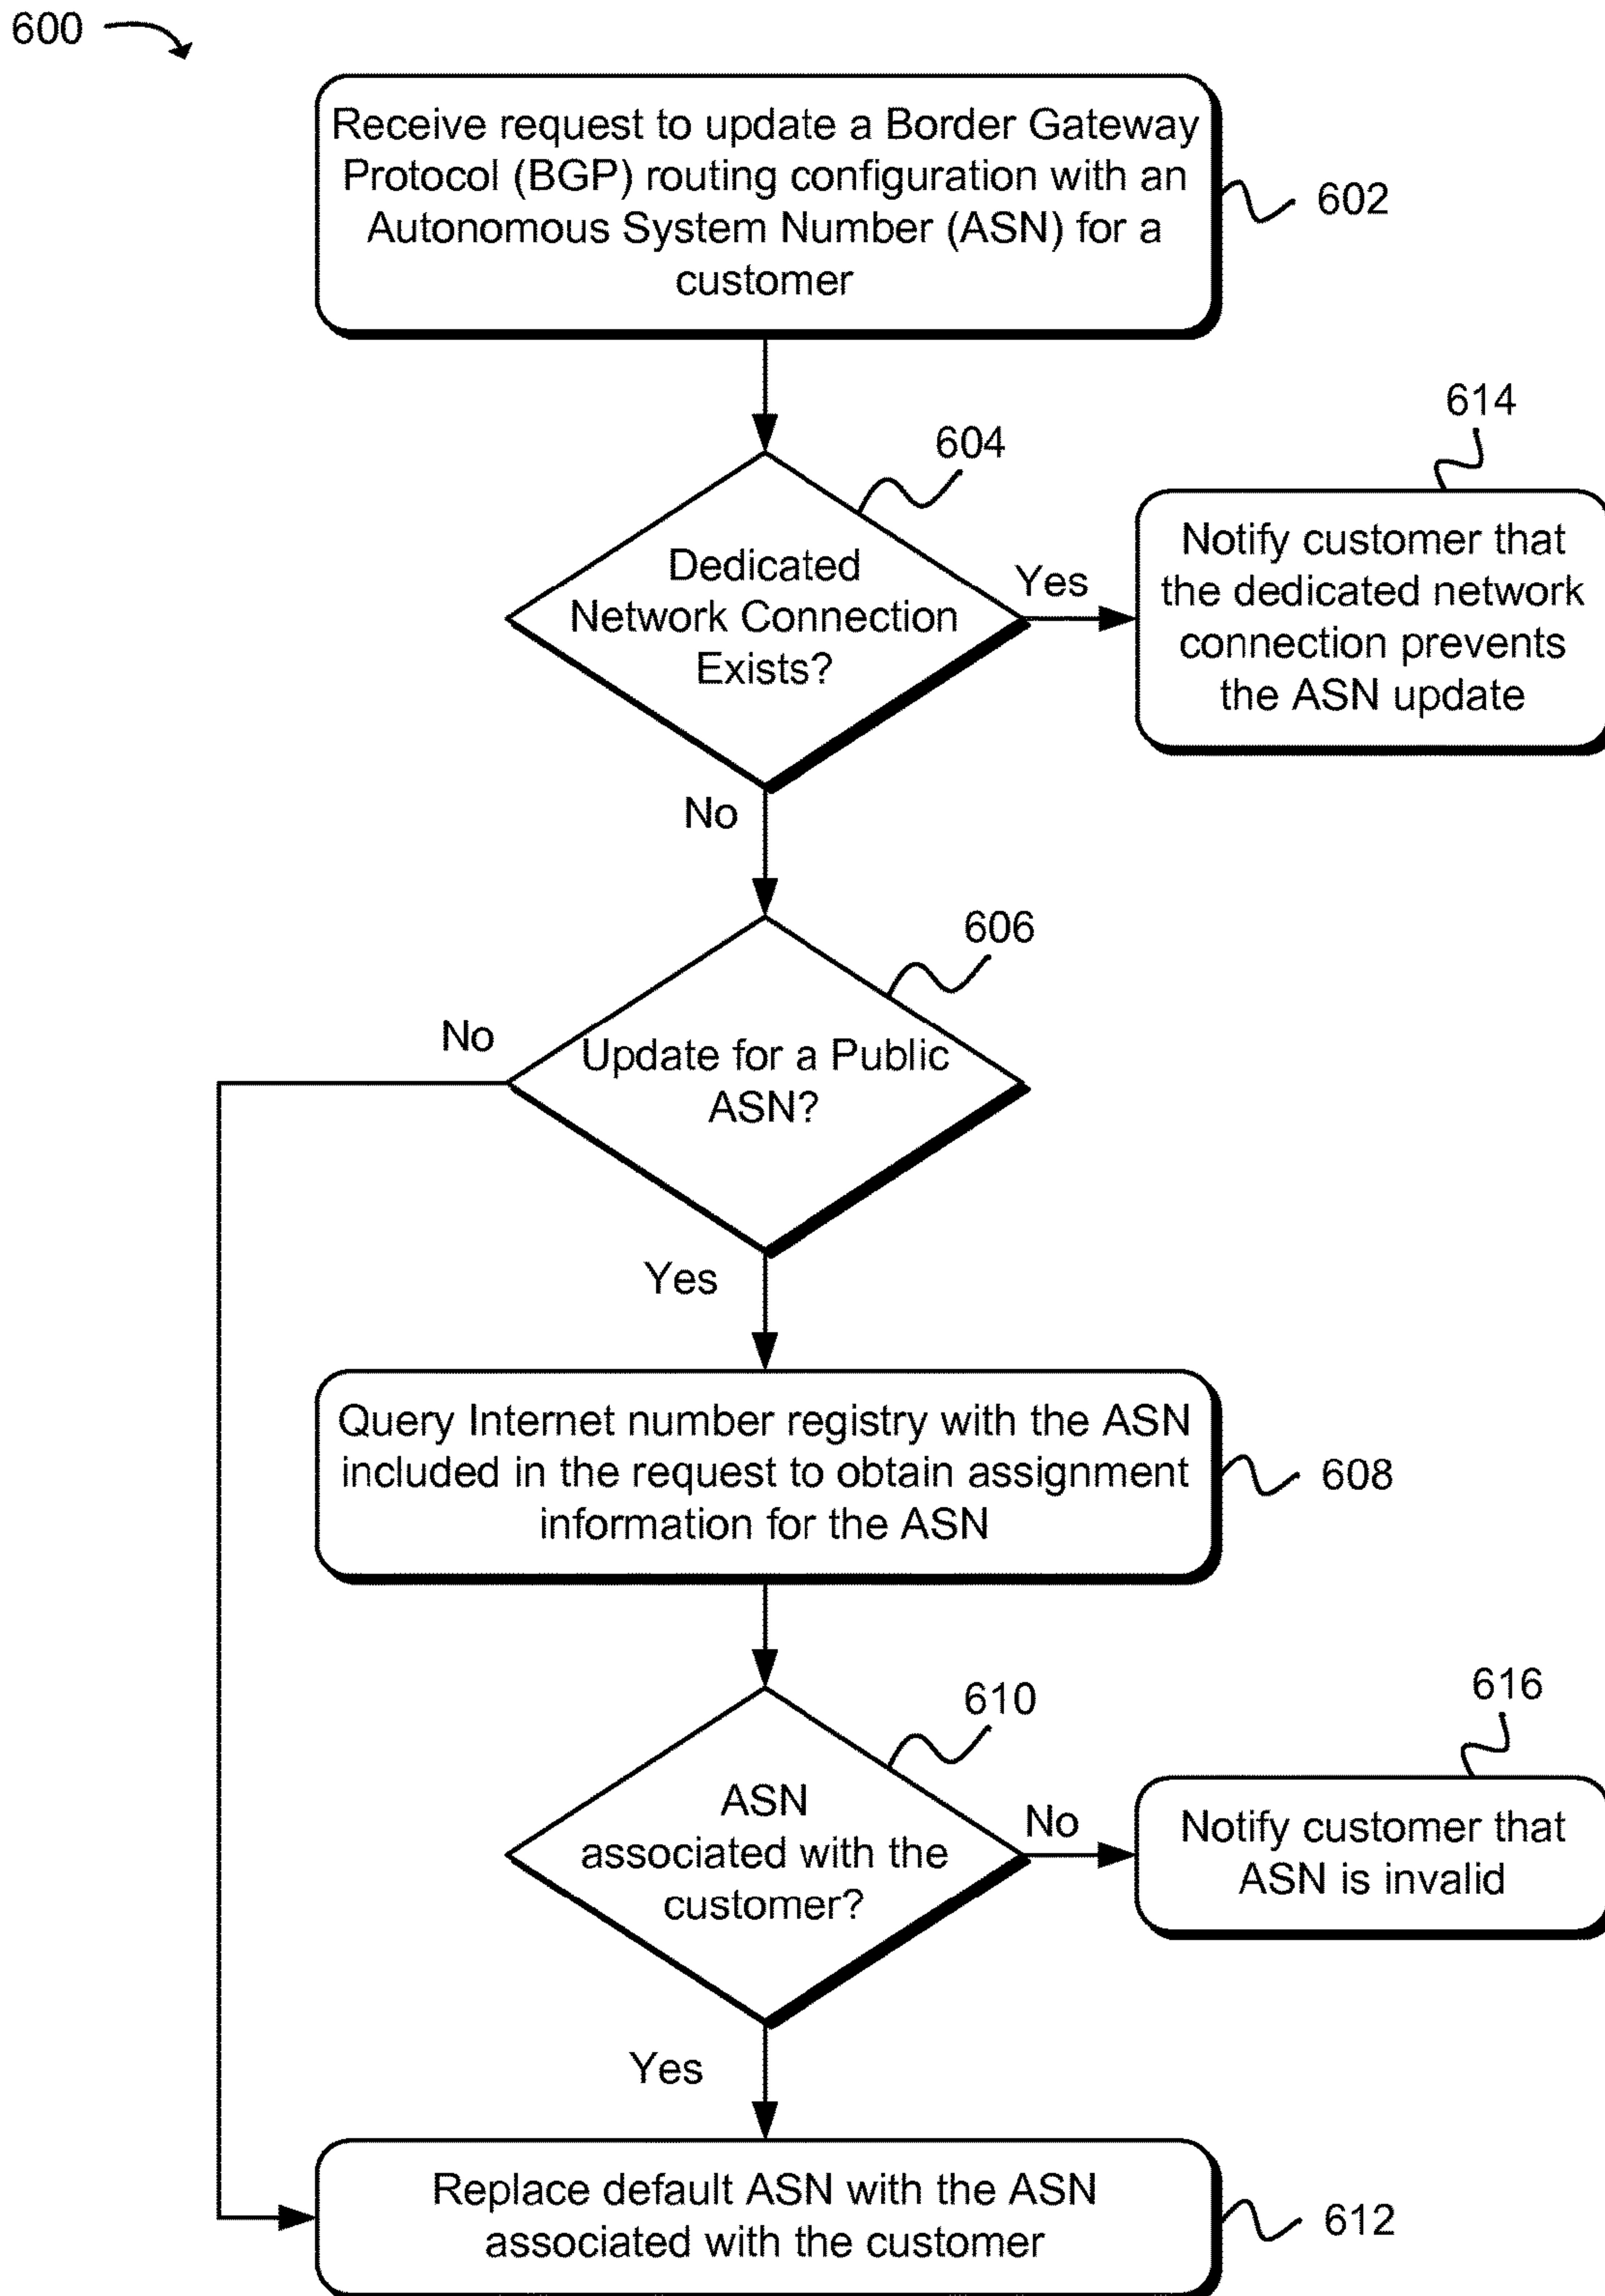 600
Receive request to update a Border Gateway
Protocol (BGP) routing configuration with an
Autonomous System Number (ASN) for a
customer
602
604
614
Dedicated
Network Connection
Exists?
Yes
Notify customer that
the dedicated network
connection prevents
the ASN update
No
606
No
Update for a Public
ASN?
Yes
Query Internet number registry with the ASN
included in the request to obtain assignment
information for the ASN
608
610
616
ASN
associated with the
customer?
No
Notify customer that
ASN is invalid
Yes
Replace default ASN with the ASN
associated with the customer
612